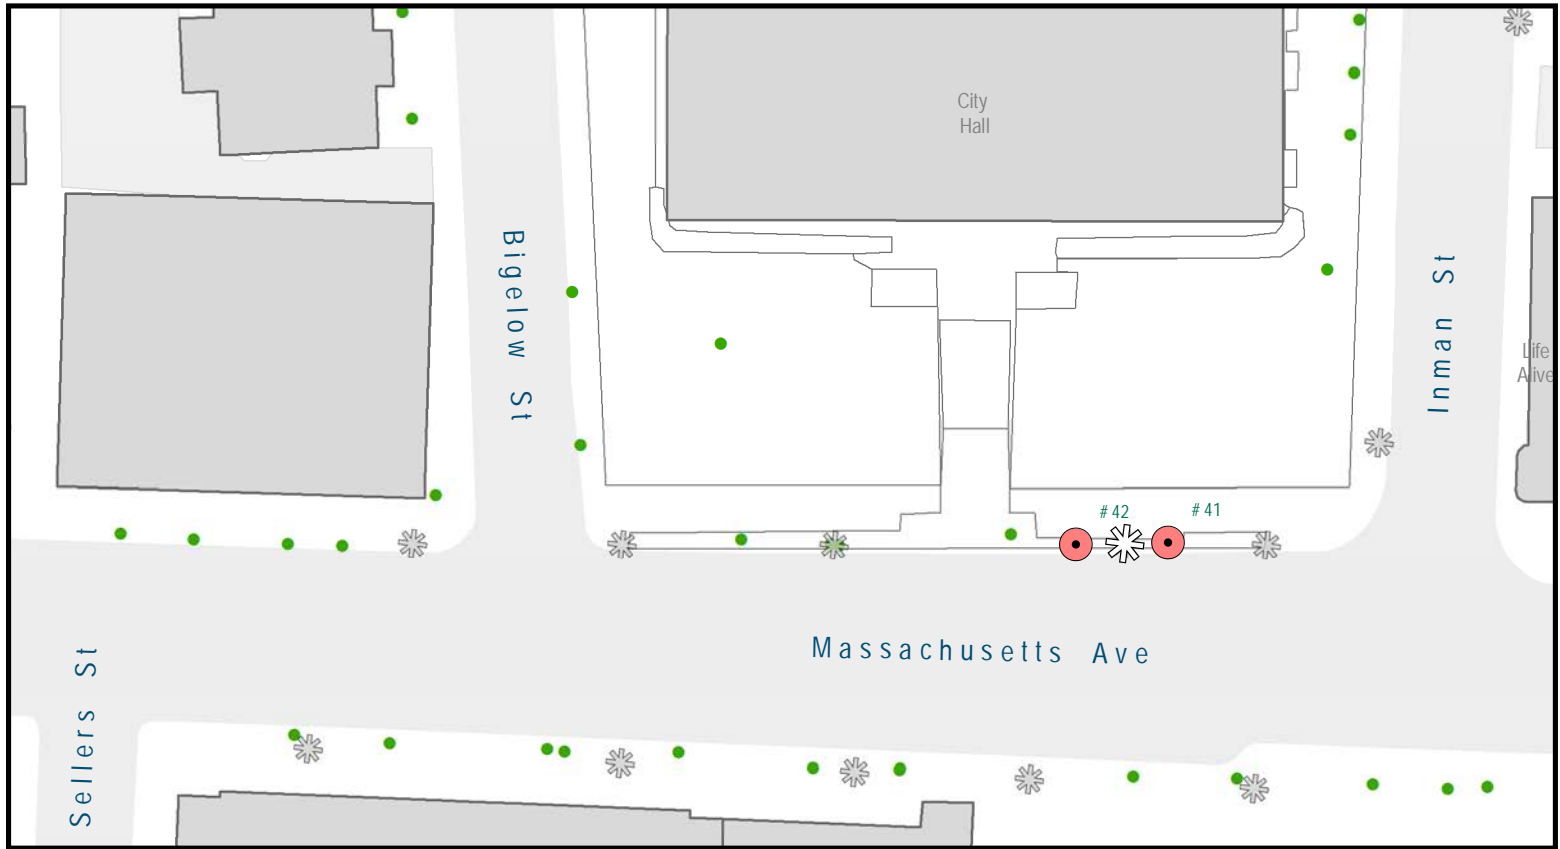 City
Hall
Bigelow St
Inman St
Life
Alive
# 42
# 41
Massachusetts Ave
Sellers St